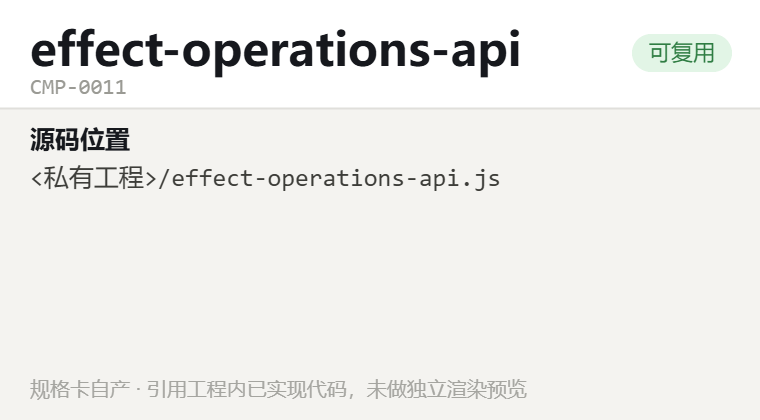 effect-operations-api
可复用
CMP-0011
源码位置
<私有工程>/effect-operations-api.js
规格卡自产 · 引用工程内已实现代码，未做独立渲染预览